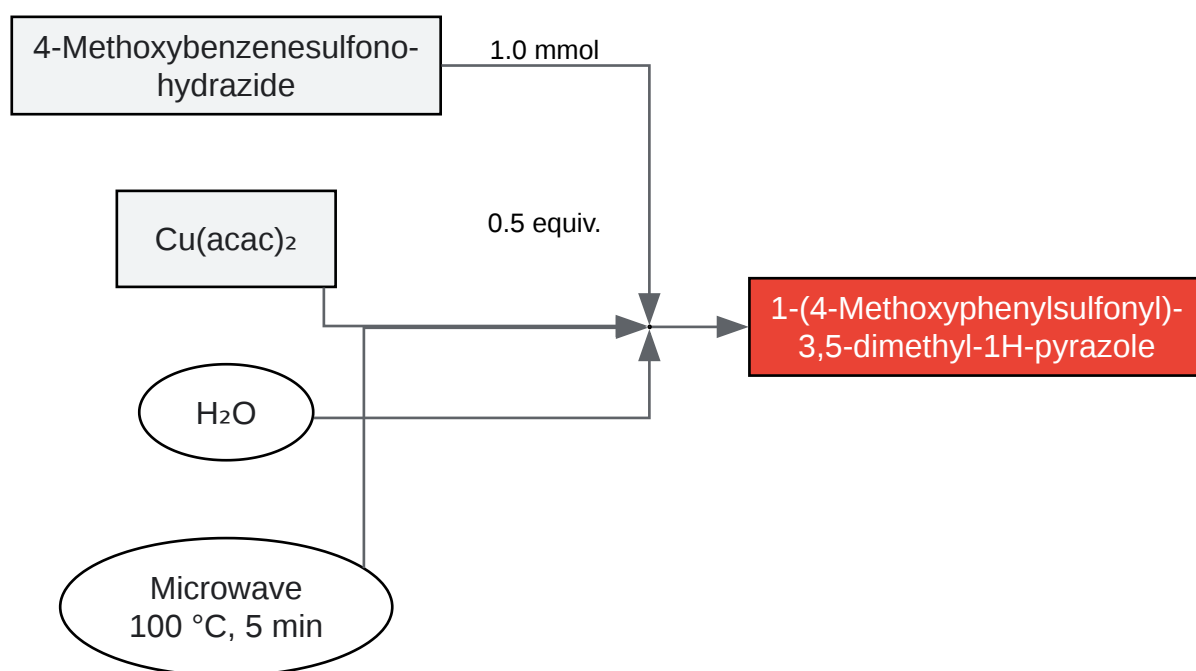 4-Methoxybenzenesulfono-
hydrazide
1.0 mmol
Cu(acac)₂
0.5 equiv.
1-(4-Methoxyphenylsulfonyl)-
3,5-dimethyl-1H-pyrazole
H₂O
Microwave
100 °C, 5 min